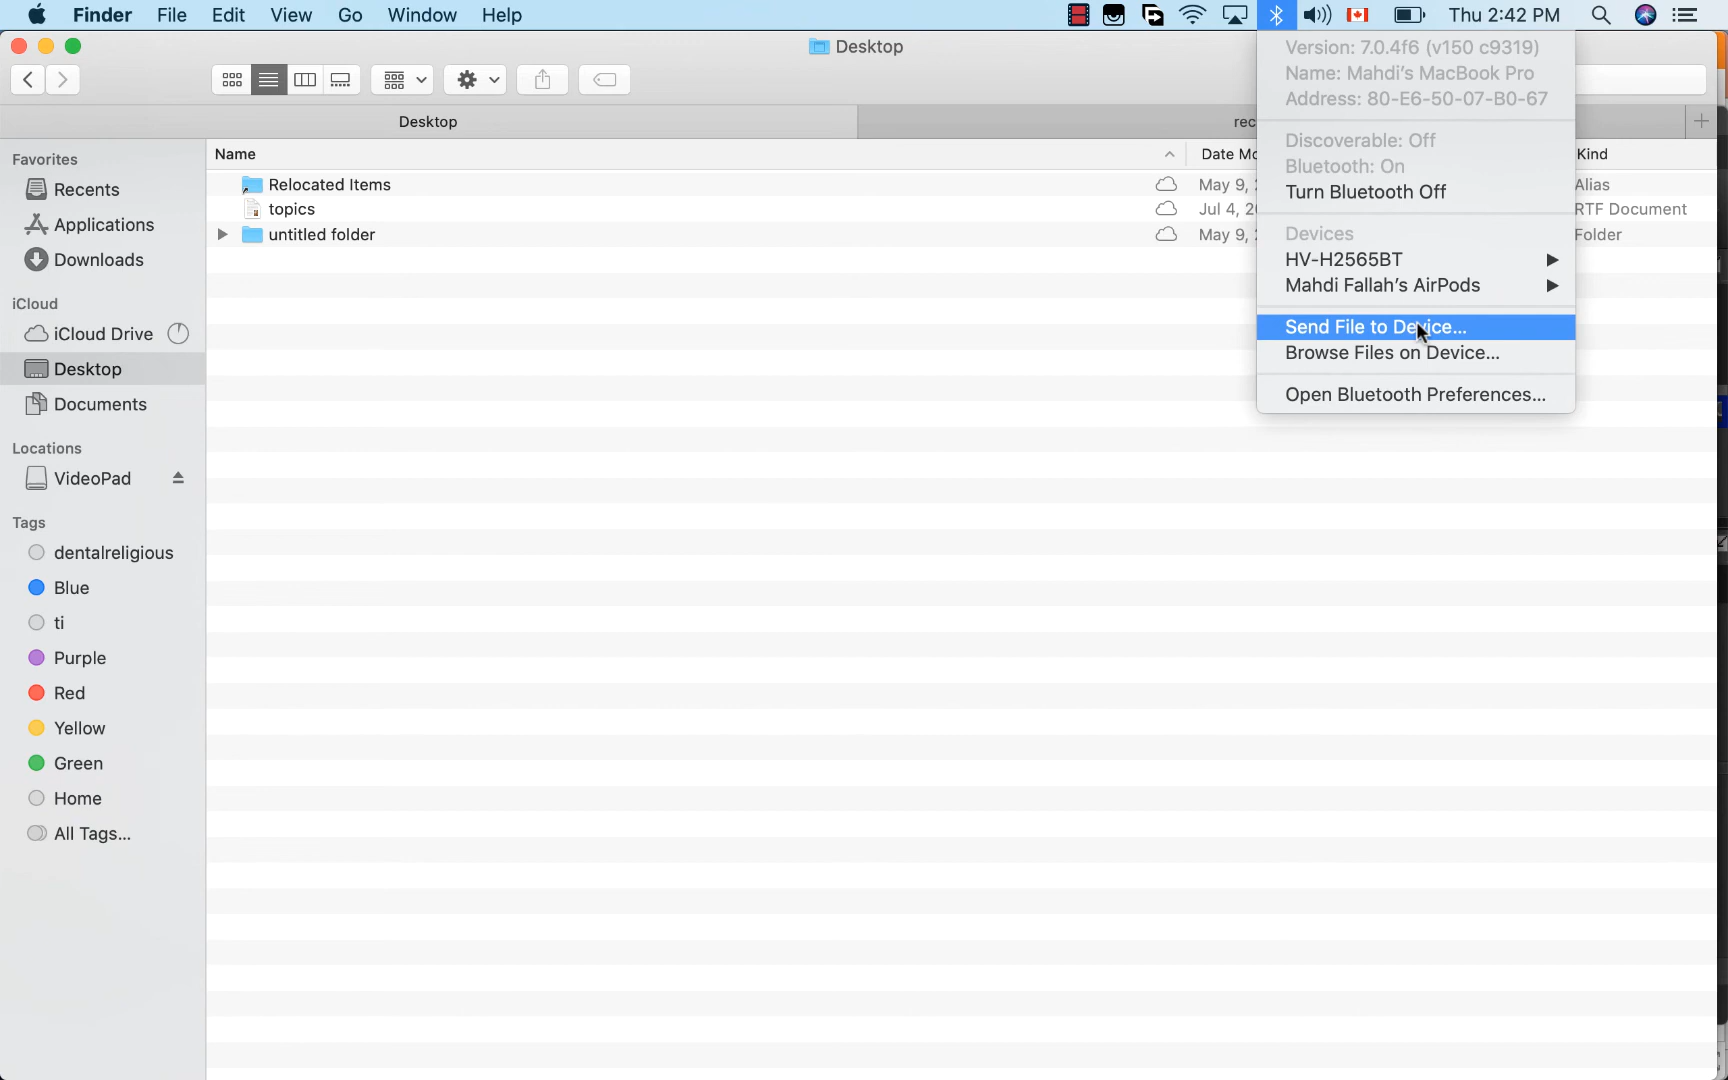 Finder File Edit View Go Window Help Thu 2:42 PM
Desktop
Version: 7.0.4f6 (v150 c9319)
Name: Mahdi's MacBook Pro
Address: 80-E6-50-07-B0-67
Discoverable: Off
Bluetooth: On
Turn Bluetooth Off
Devices
HV-H2565BT
Mahdi Fallah's AirPods
Send File to Device...
Browse Files on Device...
Open Bluetooth Preferences...
Desktop
Name Kind
Relocated Items Alias
topics RTF Document
untitled folder Folder
Date
May 9,
Jul 4,
May 9,
Favorites
Recents
Applications
Downloads
iCloud
iCloud Drive
Desktop
Documents
Locations
VideoPad
Tags
dentalreligious
Blue
ti
Purple
Red
Yellow
Green
Home
All Tags...